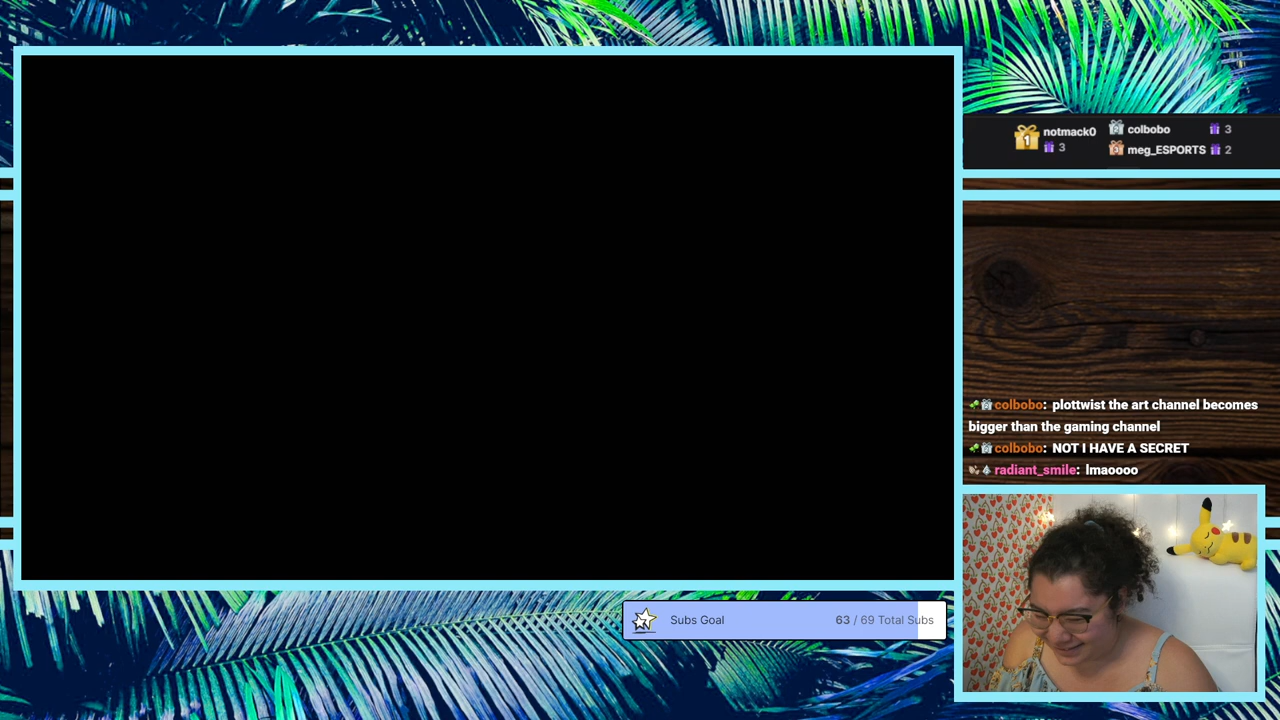 notmack0
3
colbobo 3
meg_ESPORTS 2
colbobo: plottwist the art channel becomes
bigger than the gaming channel
colbobo: NOT I HAVE A SECRET
radiant_smile: lmaoooo
Subs Goal 63 / 69 Total Subs